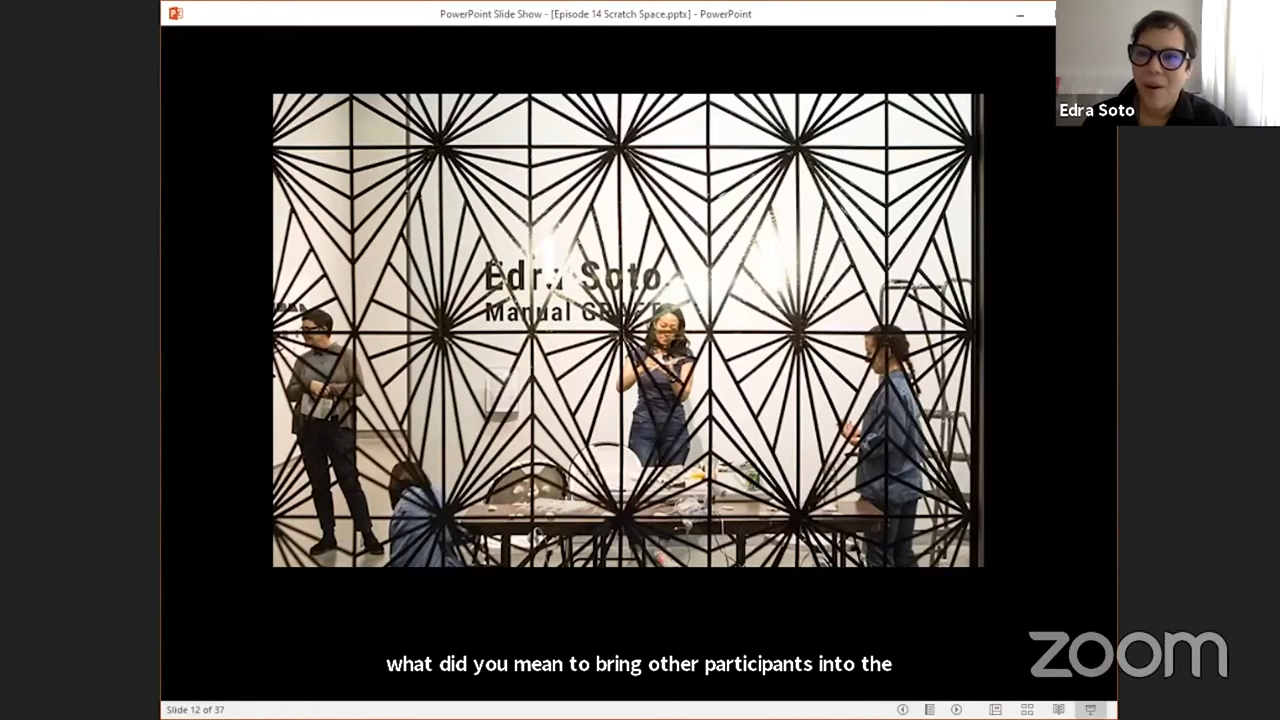 PowerPoint Slide Show - [Episode 14 Scratch Space.pptx] - PowerPoint
Edra Soto
Edra Soto
Manual
what did you mean to bring other participants into the
zoom
Slide 12 of 37